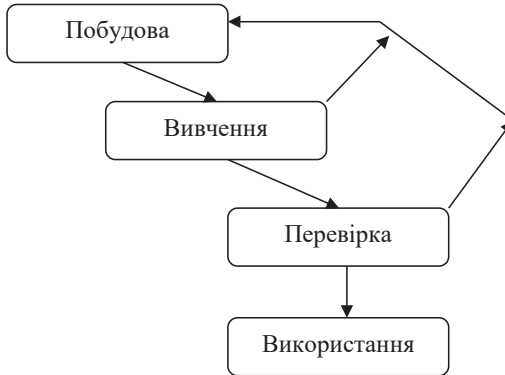 Побудова
Вивчення
Перевірка
Використання